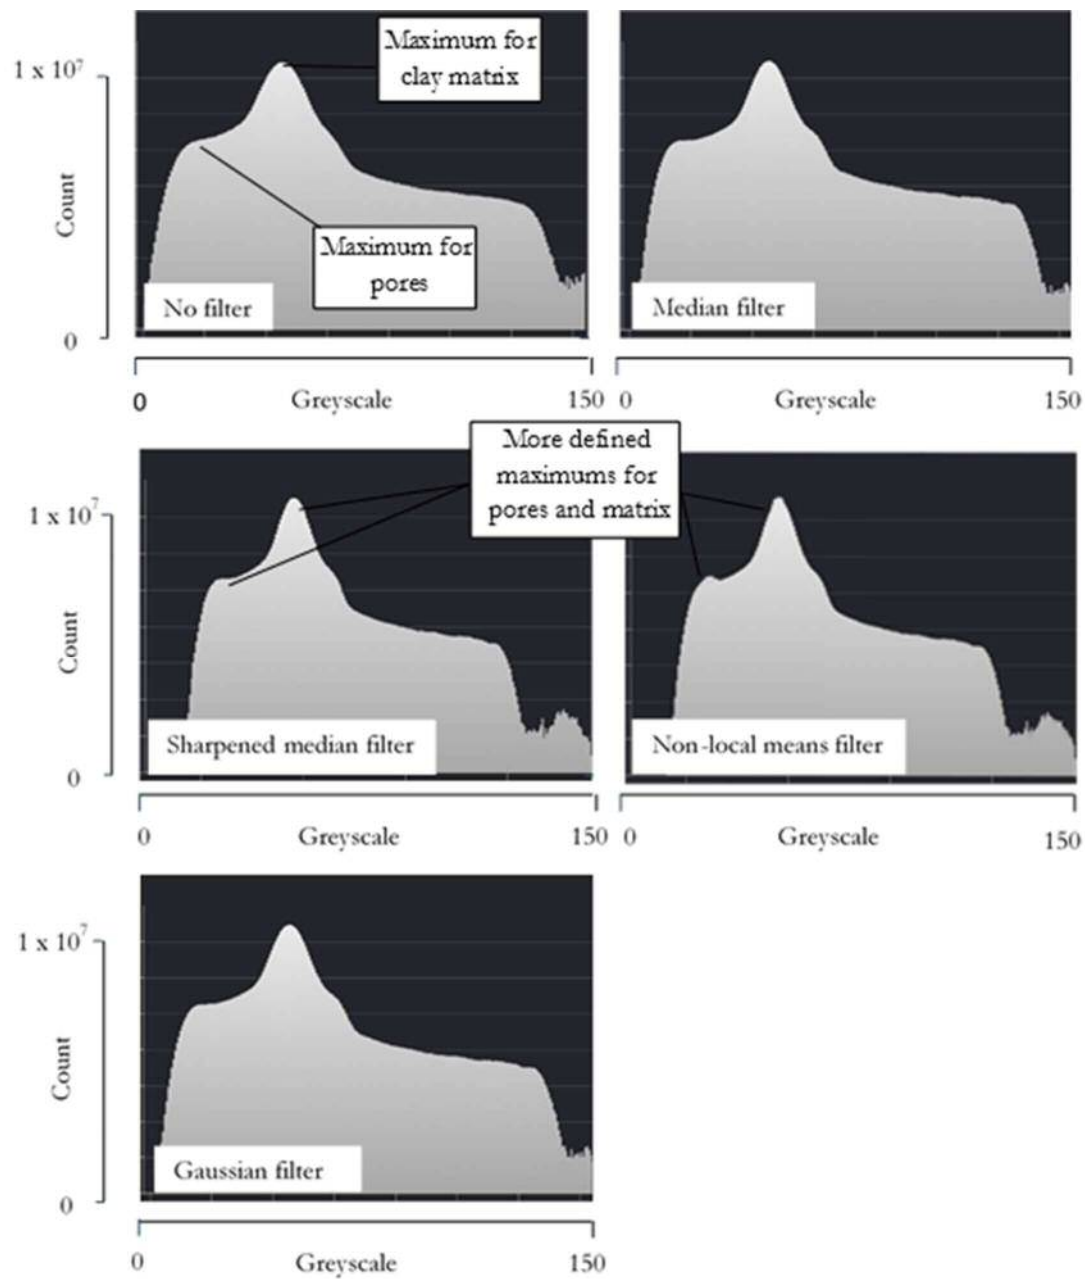 Maximum for
clay matrix
1 x 10⁷
Count
Maximum for
pores
No filter
Median filter
0
0
Greyscale
150
0
Greyscale
150
More defined
maximums for
pores and matrix
1 x 10⁷
Count
Sharpened median filter
Non-local means filter
0
0
Greyscale
150
0
Greyscale
150
1 x 10⁷
Count
Gaussian filter
0
0
Greyscale
150